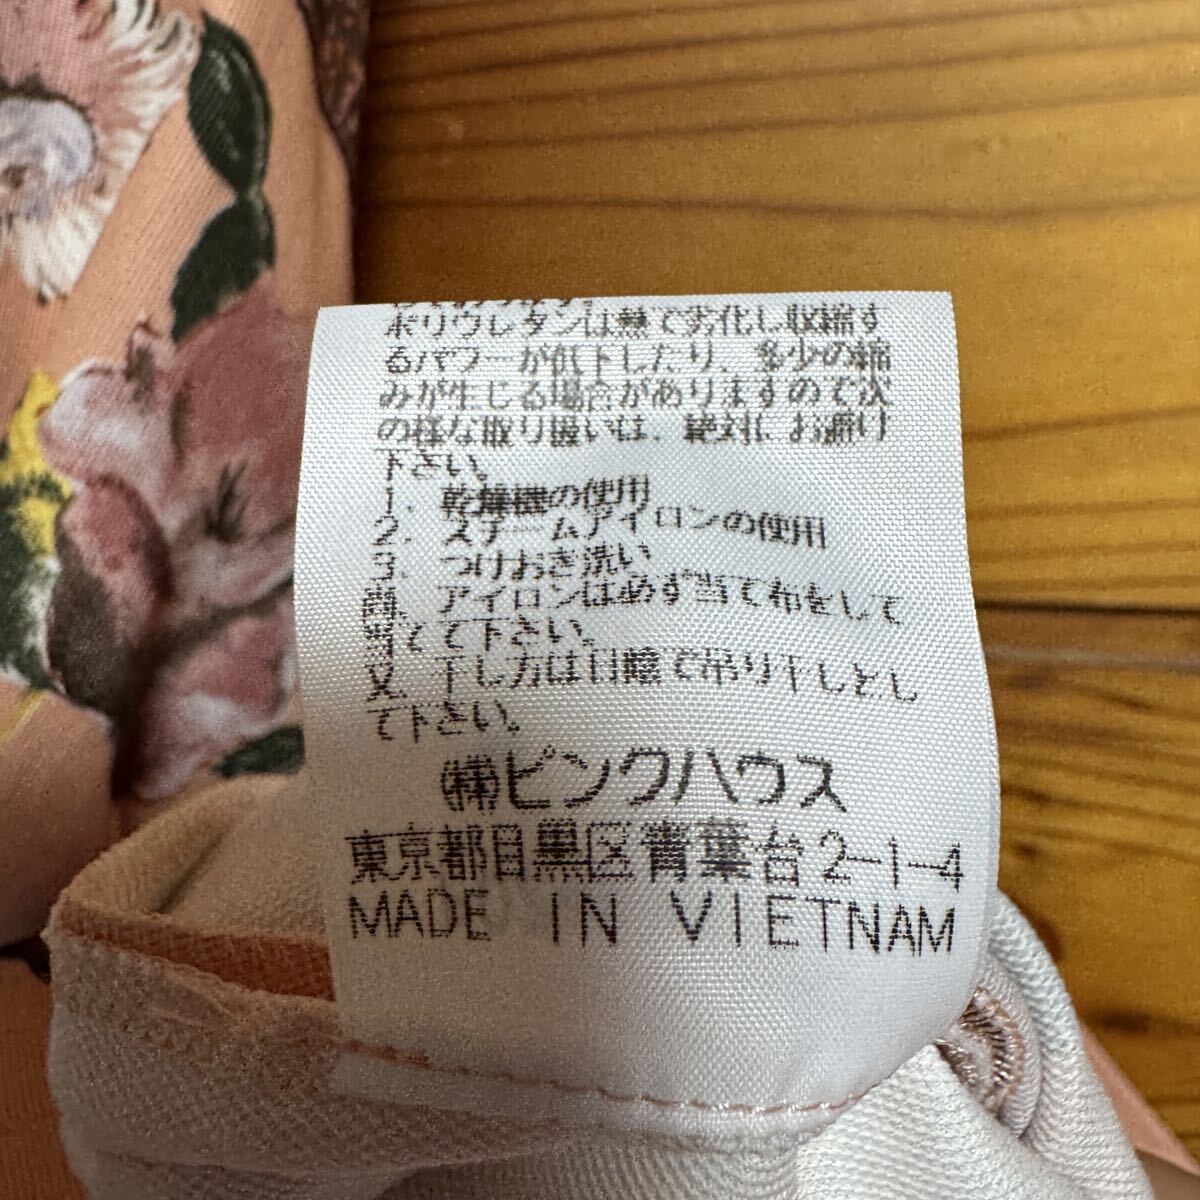 ポリウレタンは熱で劣化し収縮す
るパワーが低下したり、多少の縮
みが生じる場合がありますので次
の様な取り扱いは、絶対にお避け
下さい。
1. 乾燥機の使用
2. スチームアイロンの使用
3. つけおき洗い
尚、アイロンは必ず当て布をして
当てて下さい。
又、干し方は日陰で吊り干しとし
て下さい。
㈱ピンクハウス
東京都目黒区青葉台2-1-4
MADE IN VIETNAM